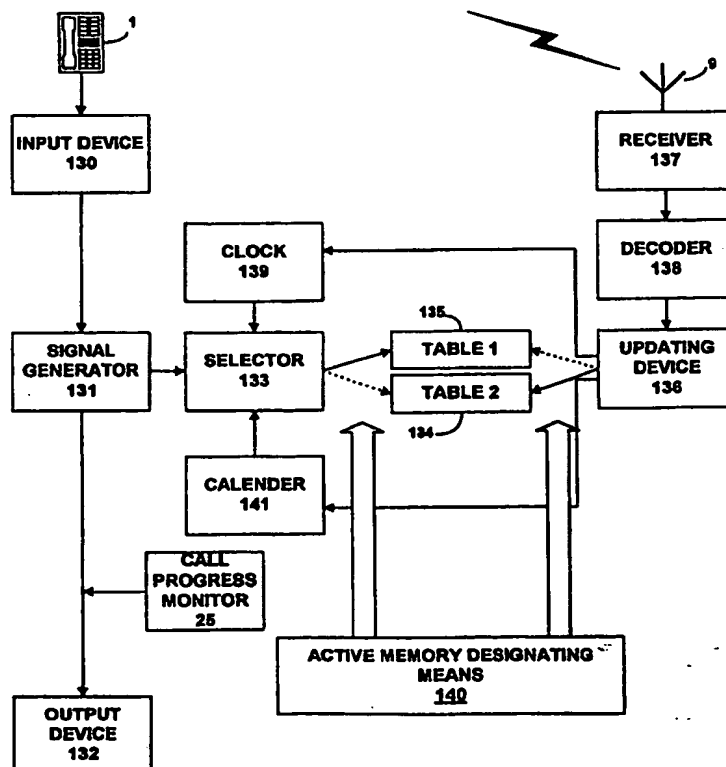 1
9
INPUT DEVICE
130
RECEIVER
137
CLOCK
139
DECODER
138
SIGNAL
GENERATOR
131
SELECTOR
133
135
TABLE 1
TABLE 2
134
UPDATING
DEVICE
136
CALENDER
141
CALL
PROGRESS
MONITOR
25
ACTIVE MEMORY DESIGNATING
MEANS
140
OUTPUT
DEVICE
132